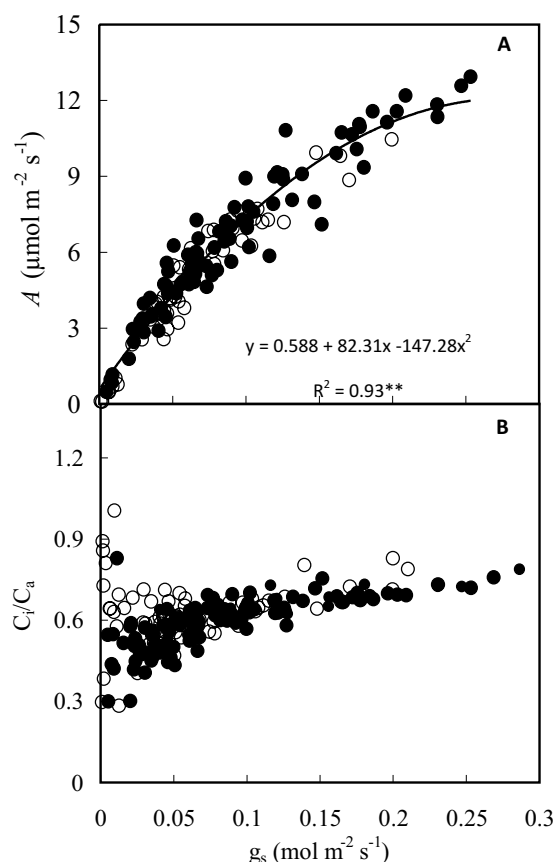 15
A
12
9
A (µmol m⁻² s⁻¹)
6
3
y = 0.588 + 82.31x -147.28x²
R² = 0.93**
0
B
1.2
0.9
Cᵢ/Cₐ
0.6
0.3
0
0 0.05 0.1 0.15 0.2 0.25 0.3
gₛ (mol m⁻² s⁻¹)